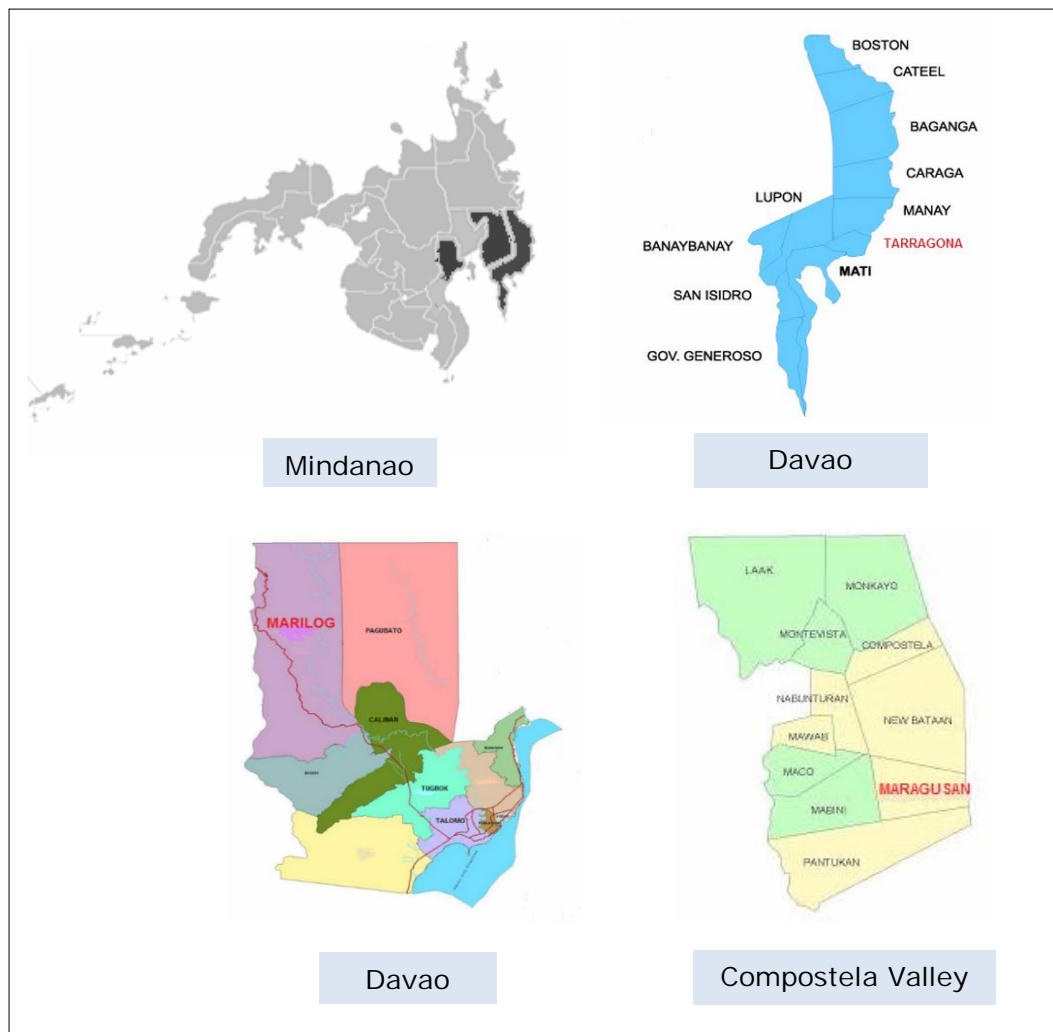 BOSTON
CATEEL
BAGANGA
CARAGA
LUPON
MANAY
BANAYBANAY
TARRAGONA
MATI
SAN ISIDRO
GOV. GENEROSO
Mindanao
Davao
MARILOG
PAQUIBATO
CALINAN
TUGBOK
TALOMO
LAAK
MONKAYO
MONTEVISTA
COMPOSTELA
NABUNTURAN
NEW BATAAN
MAWAB
MACO
MARAGUSAN
MABINI
PANTUKAN
Davao
Compostela Valley